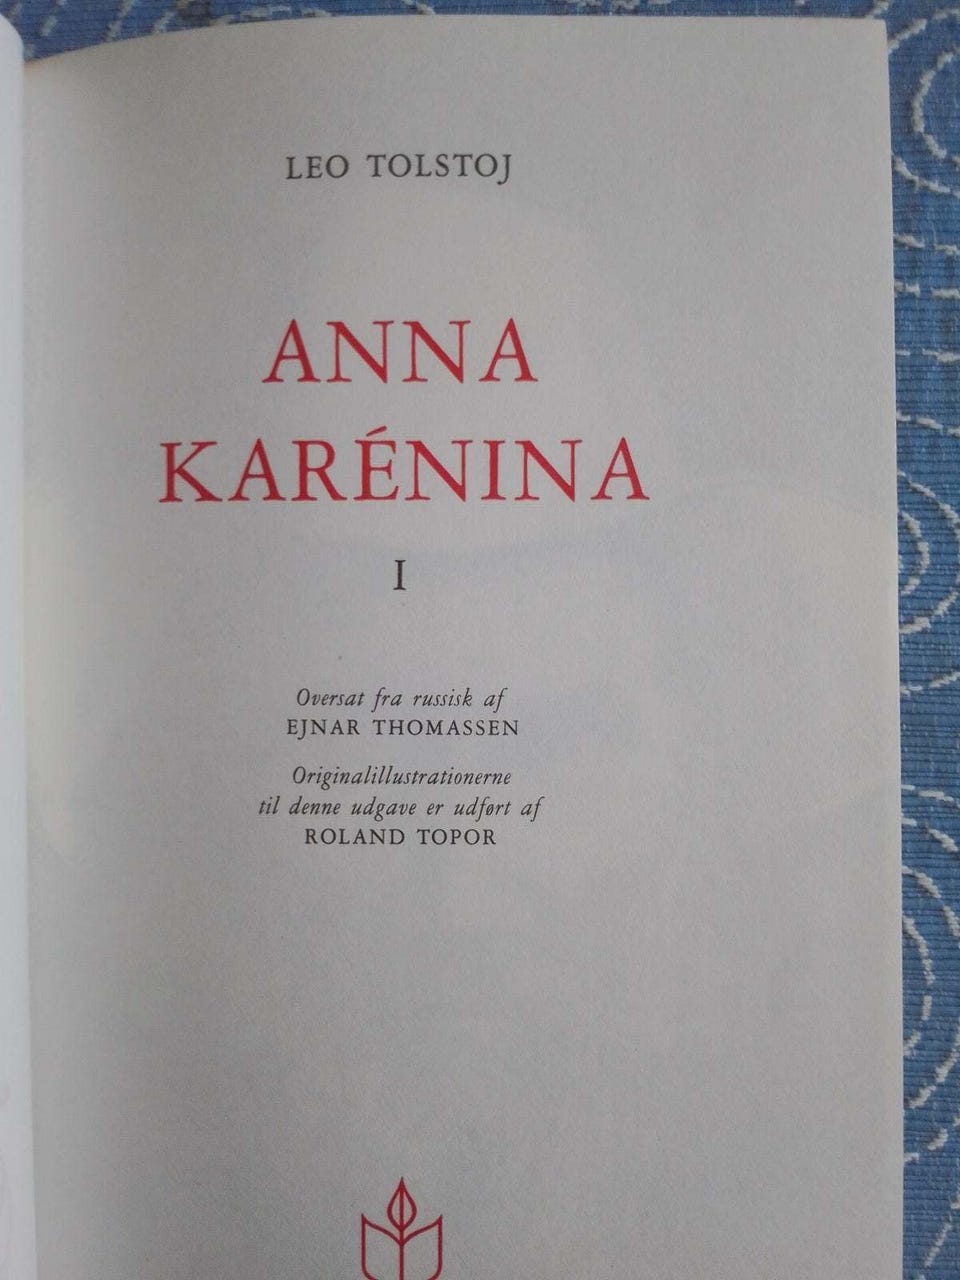 LEO TOLSTOJ
ANNA
KARÉNINA
I
Oversat fra russisk af
EJNAR THOMASSEN
Originalillustrationerne
til denne udgave er udført af
ROLAND TOPOR